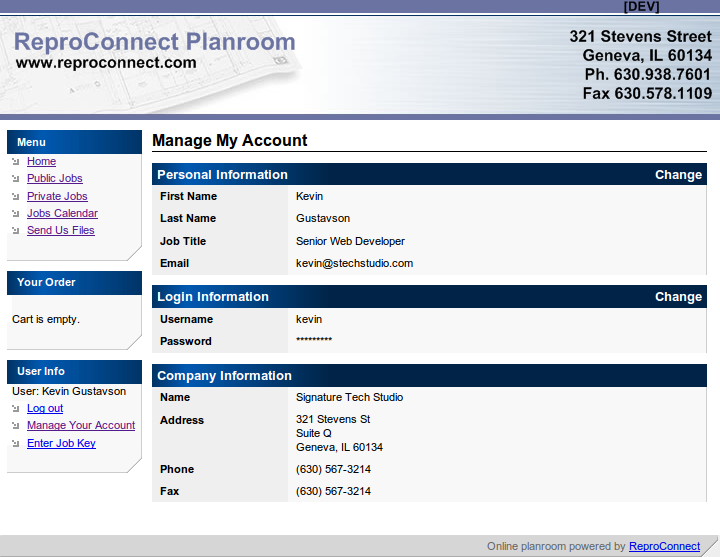 [DEV]
ReproConnect Planroom
www.reproconnect.com
321 Stevens Street
Geneva, IL 60134
Ph. 630.938.7601
Fax 630.578.1109
Menu
Home
Public Jobs
Private Jobs
Jobs Calendar
Send Us Files
Your Order
Cart is empty.
User Info
User: Kevin Gustavson
Log out
Manage Your Account
Enter Job Key
Manage My Account
Personal Information Change
First Name Kevin
Last Name Gustavson
Job Title Senior Web Developer
Email kevin@stechstudio.com
Login Information Change
Username kevin
Password *********
Company Information
Name Signature Tech Studio
Address 321 Stevens St
Suite Q
Geneva, IL 60134
Phone (630) 567-3214
Fax (630) 567-3214
Online planroom powered by ReproConnect